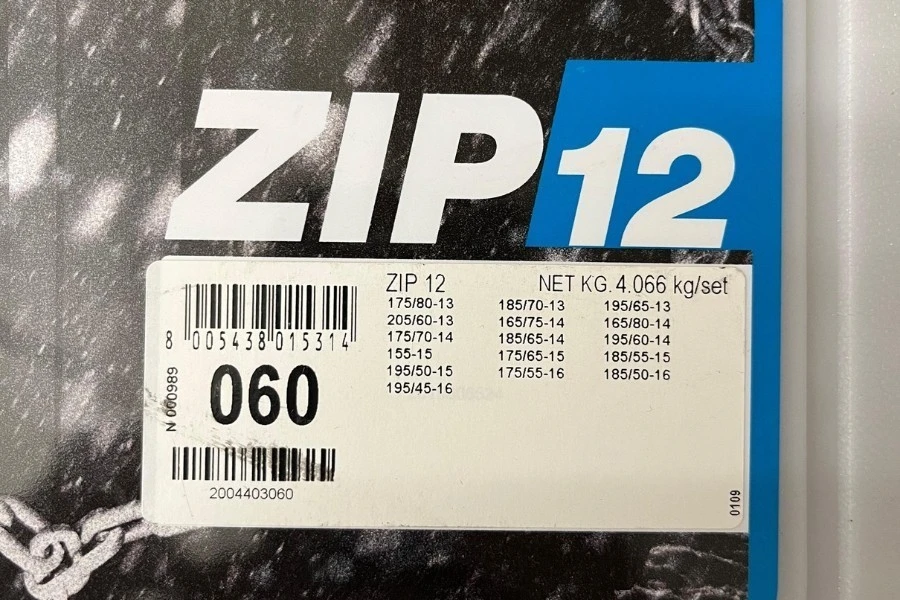 ZIP 12
ZIP 12 NET KG. 4.066 kg/set
175/80-13 185/70-13 195/65-13
205/60-13 165/75-14 165/80-14
175/70-14 185/65-14 195/60-14
155-15 175/65-15 185/55-15
195/50-15 175/55-16 185/50-16
195/45-16
8 005438 015314
N 060989
060
2004403060
0109